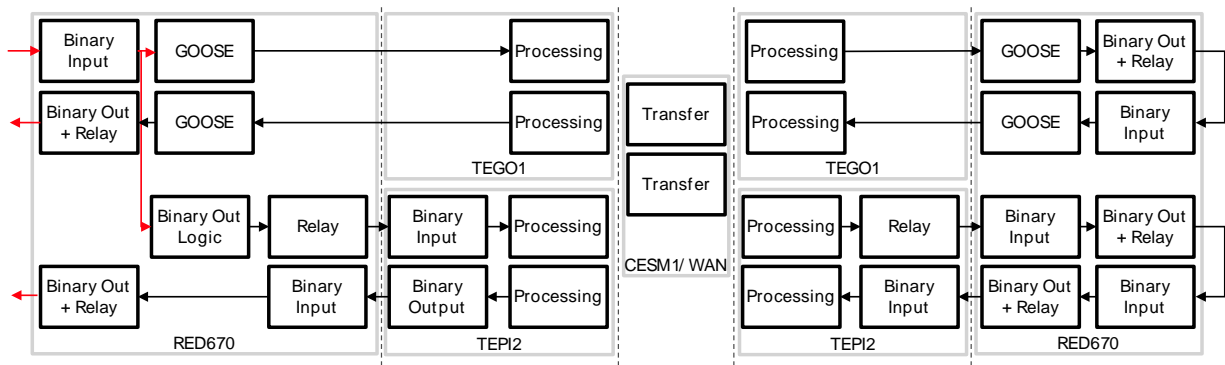 Binary
Input
GOOSE
Processing
Processing
GOOSE
Binary Out
+ Relay
Binary Out
+ Relay
GOOSE
Processing
TEGO1
Transfer
Transfer
CESM1/ WAN
Processing
TEGO1
GOOSE
Binary
Input
Binary Out
Logic
Relay
Binary
Input
Processing
Processing
Relay
Binary
Input
Binary Out
+ Relay
Binary Out
+ Relay
Binary
Input
Binary
Output
Processing
Processing
Binary
Input
Binary Out
+ Relay
Binary
Input
RED670
TEPI2
TEPI2
RED670